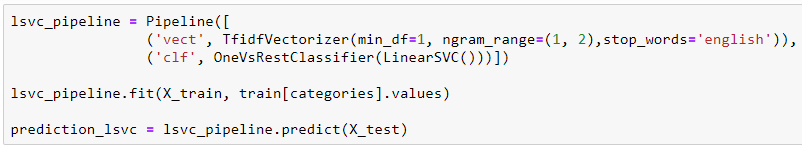 lsvc_pipeline = Pipeline([
                ('vect', TfidfVectorizer(min_df=1, ngram_range=(1, 2),stop_words='english')),
                ('clf', OneVsRestClassifier(LinearSVC()))])
lsvc_pipeline.fit(X_train, train[categories].values)
prediction_lsvc = lsvc_pipeline.predict(X_test)